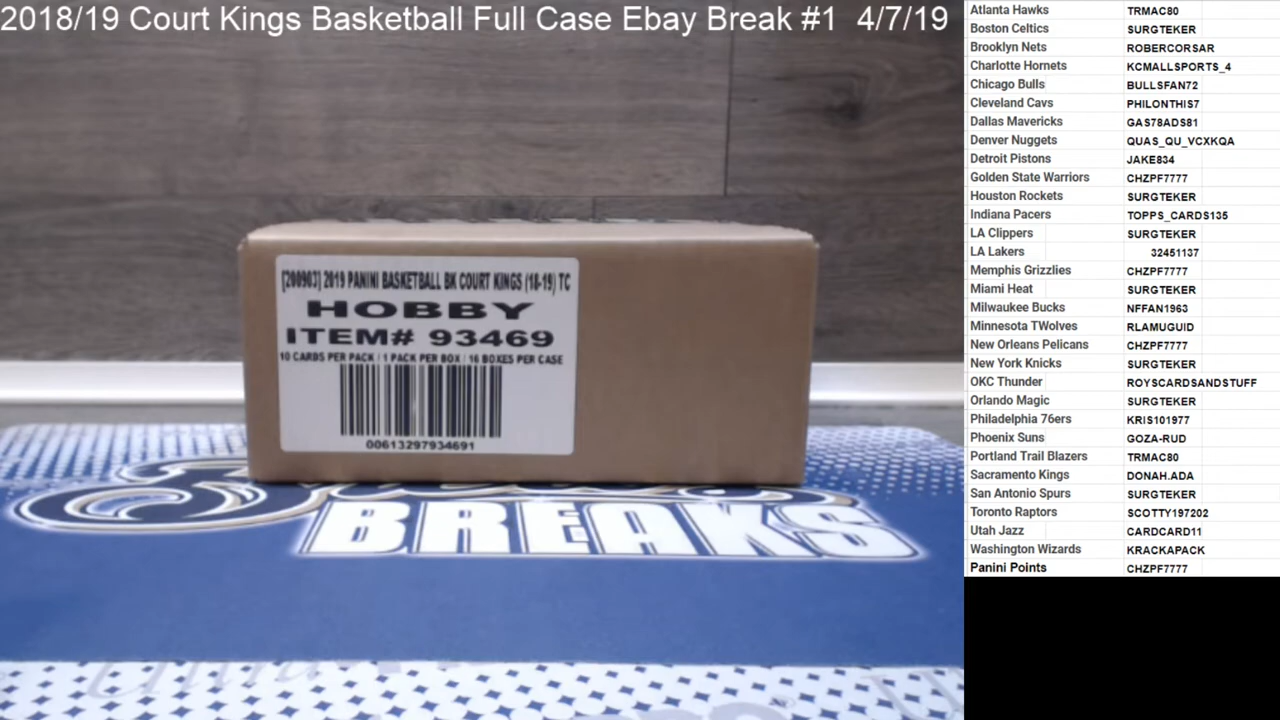 2018/19 Court Kings Basketball Full Case Ebay Break #1 4/7/19
[200903] 2019 PANINI BASKETBALL BK COURT KINGS (18-19) TC
HOBBY
ITEM# 93469
10 CARDS PER PACK / 1 PACK PER BOX / 16 BOXES PER CASE
00613297934691
BREAKS
Atlanta Hawks TRMAC80
Boston Celtics SURGTEKER
Brooklyn Nets ROBERCORSAR
Charlotte Hornets KCMALLSPORTS_4
Chicago Bulls BULLSFAN72
Cleveland Cavs PHILONTHIS7
Dallas Mavericks GAS78ADS81
Denver Nuggets QUAS_QU_VCXKQA
Detroit Pistons JAKE834
Golden State Warriors CHZPF7777
Houston Rockets SURGTEKER
Indiana Pacers TOPPS_CARDS135
LA Clippers SURGTEKER
LA Lakers 32451137
Memphis Grizzlies CHZPF7777
Miami Heat SURGTEKER
Milwaukee Bucks NFFAN1963
Minnesota TWolves RLAMUGUID
New Orleans Pelicans CHZPF7777
New York Knicks SURGTEKER
OKC Thunder ROYSCARDSANDSTUFF
Orlando Magic SURGTEKER
Philadelphia 76ers KRIS101977
Phoenix Suns GOZA-RUD
Portland Trail Blazers TRMAC80
Sacramento Kings DONAH.ADA
San Antonio Spurs SURGTEKER
Toronto Raptors SCOTTY197202
Utah Jazz CARDCARD11
Washington Wizards KRACKAPACK
Panini Points CHZPF7777